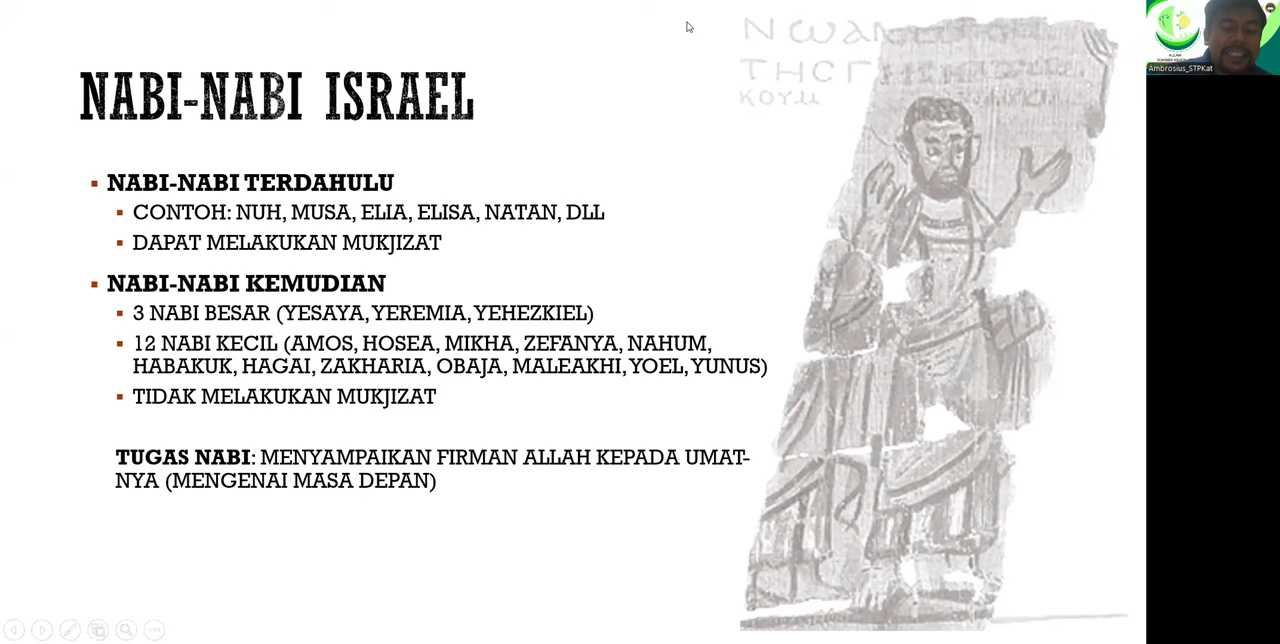 NABI-NABI ISRAEL
NABI-NABI TERDAHULU
CONTOH: NUH, MUSA, ELIA, ELISA, NATAN, DLL
DAPAT MELAKUKAN MUKJIZAT
NABI-NABI KEMUDIAN
3 NABI BESAR (YESAYA, YEREMIA, YEHEZKIEL)
12 NABI KECIL (AMOS, HOSEA, MIKHA, ZEFANYA, NAHUM,
HABAKUK, HAGAI, ZAKHARIA, OBAJA, MALEAKHI, YOEL, YUNUS)
TIDAK MELAKUKAN MUKJIZAT
TUGAS NABI: MENYAMPAIKAN FIRMAN ALLAH KEPADA UMAT-
NYA (MENGENAI MASA DEPAN)
ΚΟΥΜ
Ambrosius_STPKat